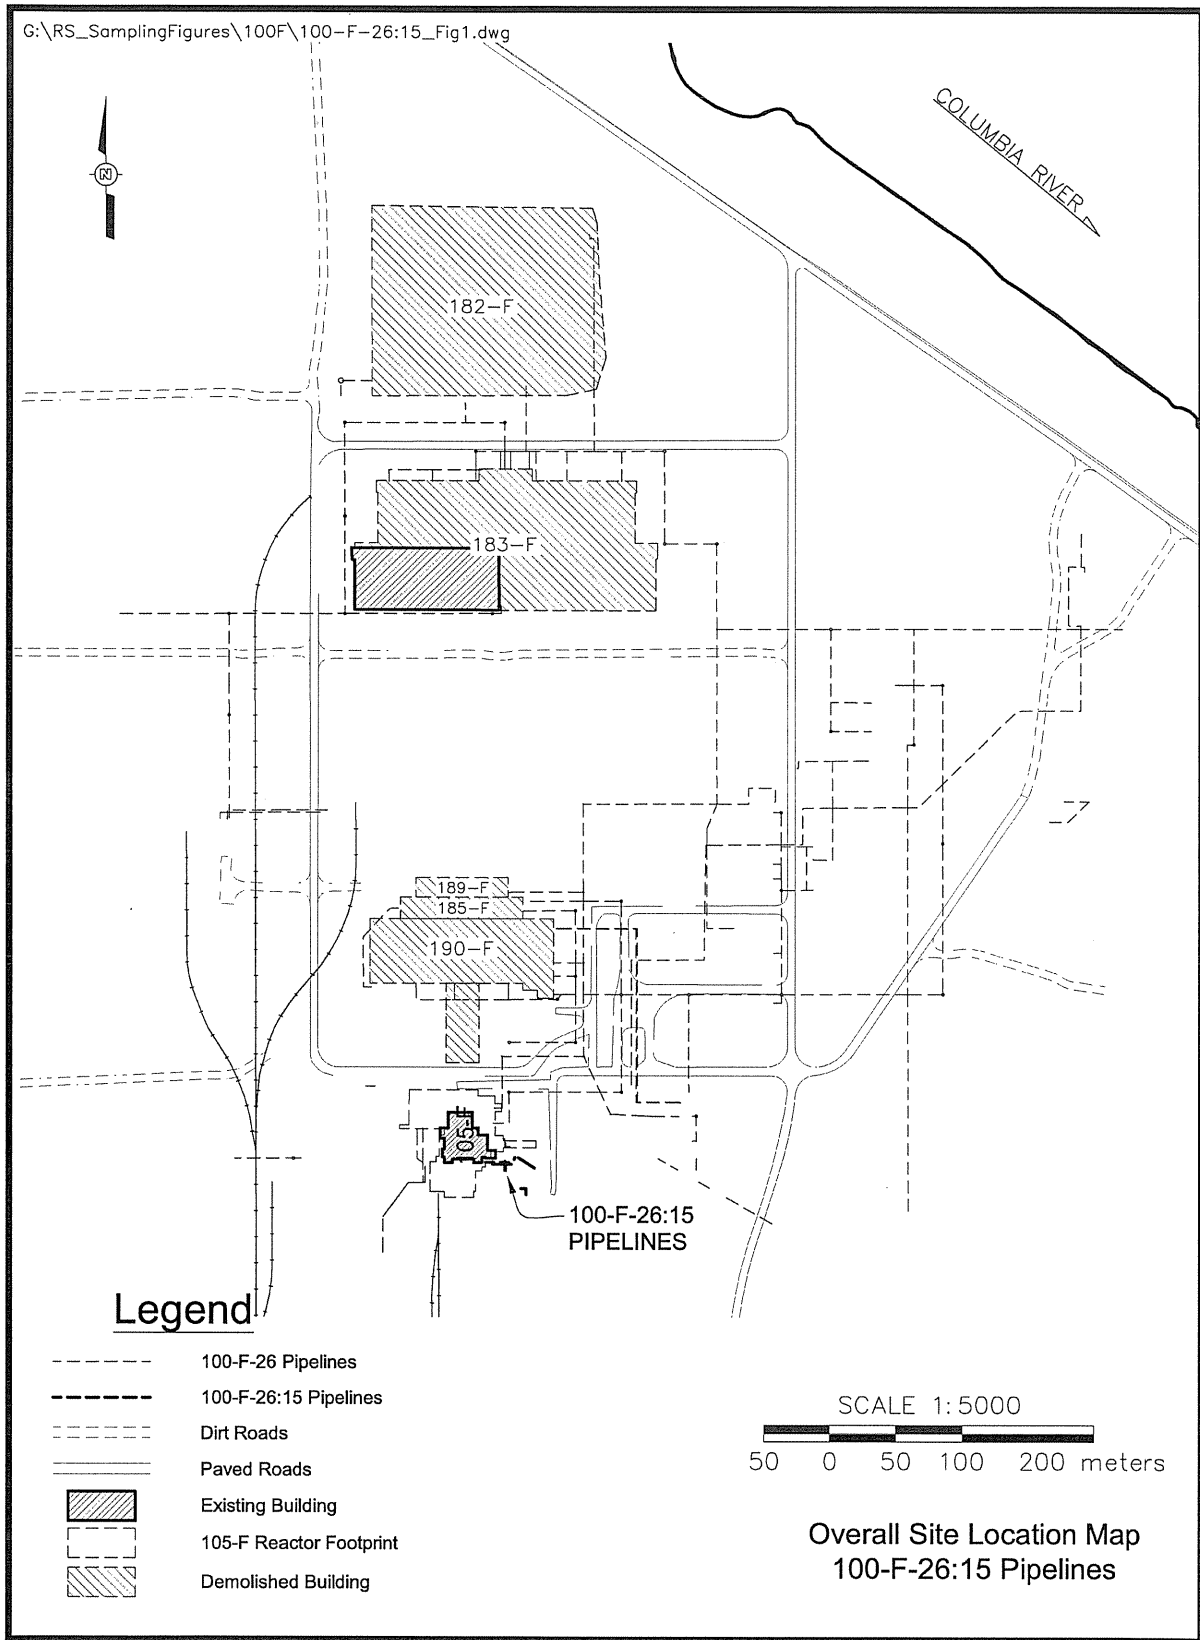 G:\RS_SamplingFigures\100F\100-F-26:15_Fig1.dwg
N
COLUMBIA RIVER
182-F
183-F
189-F
185-F
190-F
100-F-26:15
PIPELINES
Legend
100-F-26 Pipelines
100-F-26:15 Pipelines
Dirt Roads
Paved Roads
Existing Building
105-F Reactor Footprint
Demolished Building
SCALE 1:5000
50 0 50 100 200 meters
Overall Site Location Map
100-F-26:15 Pipelines